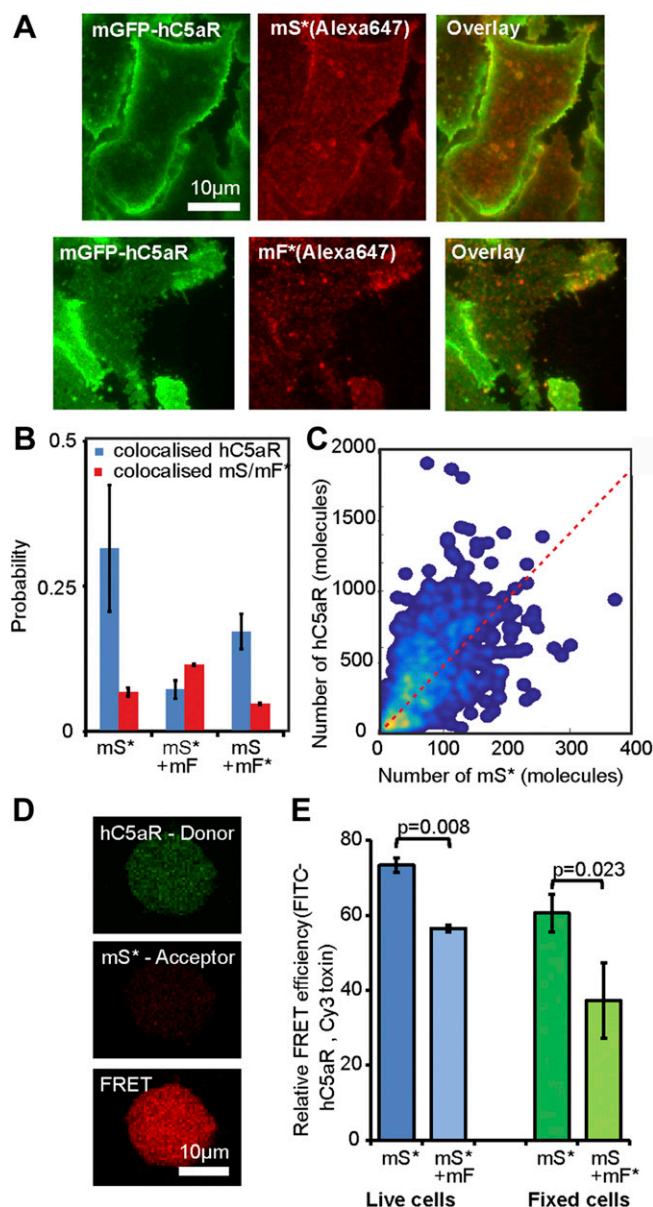 A
mGFP-hC5aR
mS*(Alexa647)
Overlay
10µm
mGFP-hC5aR
mF*(Alexa647)
Overlay
B
0.5
0.25
0
Probability
colocalised hC5aR
colocalised mS/mF*
mS*
mS*
+mF
mS
+mF*
C
Number of hC5aR (molecules)
2000
1500
1000
500
0
0
100
200
300
400
Number of mS* (molecules)
D
hC5aR - Donor
mS* - Acceptor
FRET
10µm
E
Relative FRET efficiency(FITC-
hC5aR , Cy3 toxin)
80
60
40
20
0
p=0.008
p=0.023
mS*
mS*
+mF
mS*
mS
+mF*
Live cells
Fixed cells